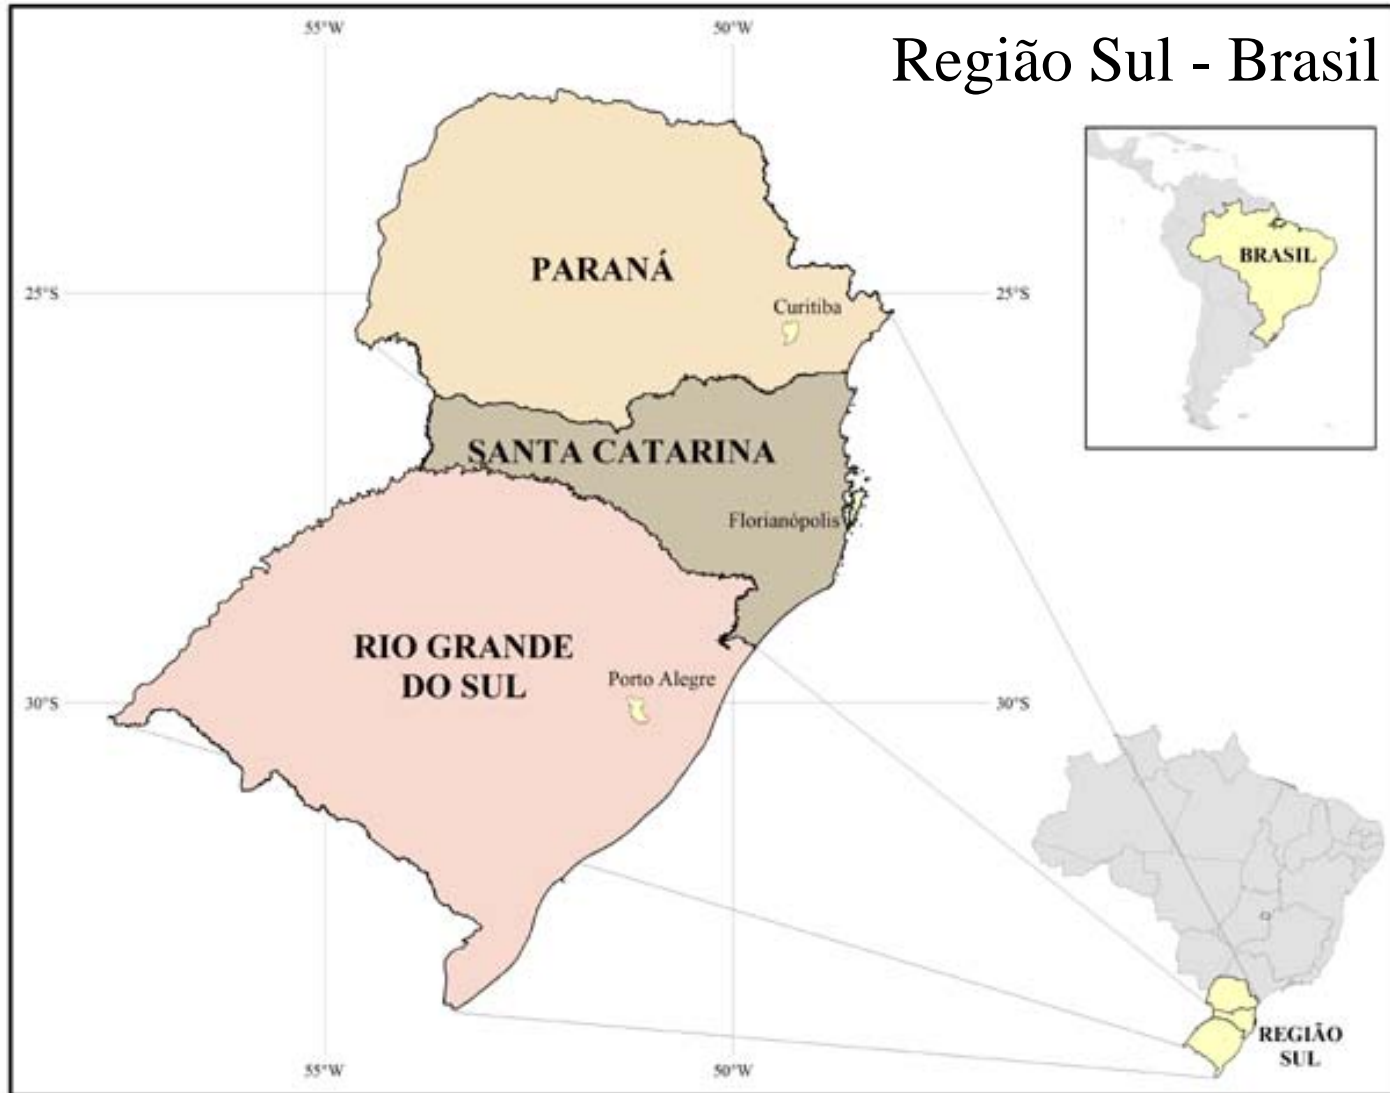 55°W
50°W
Região Sul - Brasil
BRASIL
PARANÁ
25°S
25°S
Curitiba
SANTA CATARINA
Florianópolis
RIO GRANDE
DO SUL
Porto Alegre
30°S
30°S
REGIÃO
SUL
55°W
50°W